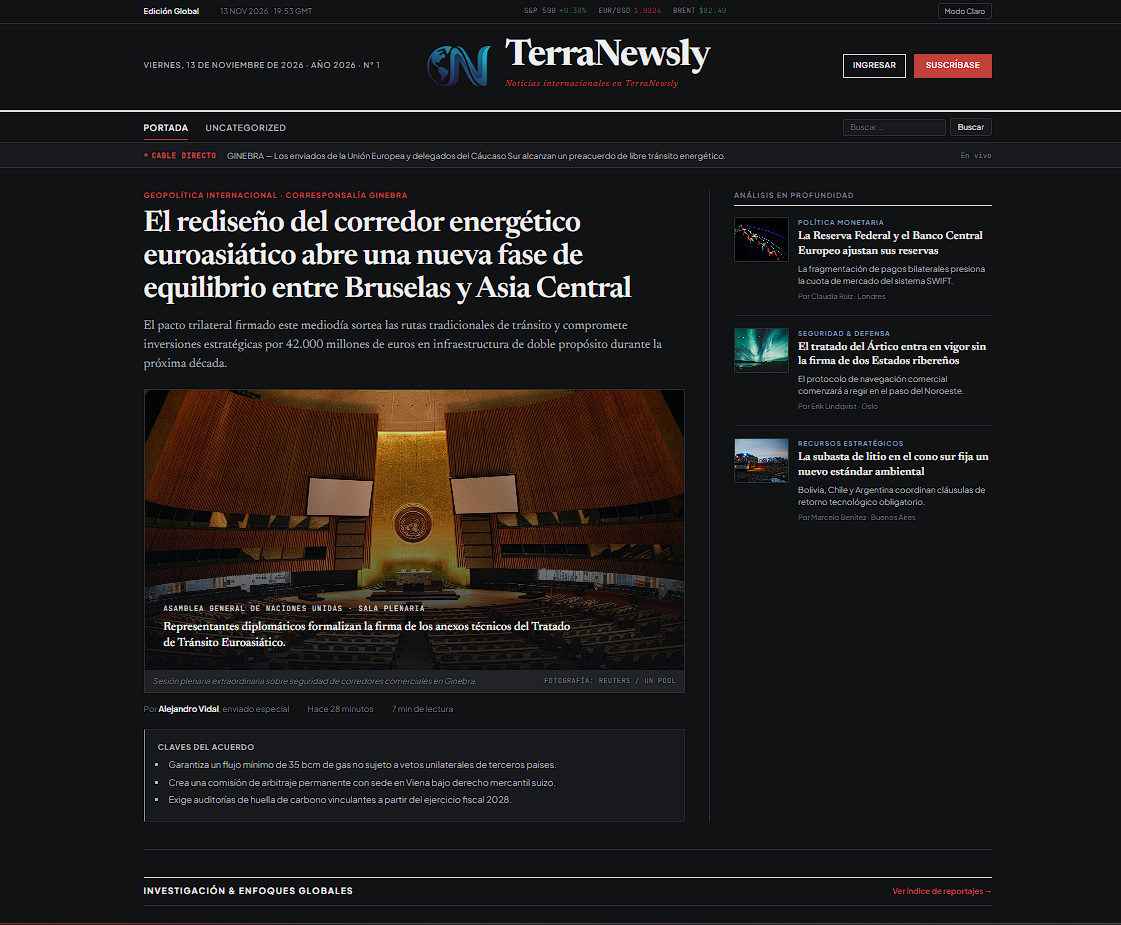 Edición Global
13 NOV 2026 · 19:53 GMT
S&P 500 +0.38% EUR/USD 1.0824 BRENT $82.40
Modo Claro
VIERNES, 13 DE NOVIEMBRE DE 2026 · AÑO 2026 · Nº 1
TerraNewsly
Noticias internacionales en TerraNewsly
INGRESAR
SUSCRÍBASE
PORTADA
UNCATEGORIZED
Buscar …
Buscar
CABLE DIRECTO
GINEBRA — Los enviados de la Unión Europea y delegados del Cáucaso Sur alcanzan un preacuerdo de libre tránsito energético.
En vivo
GEOPOLÍTICA INTERNACIONAL · CORRESPONSALÍA GINEBRA
El rediseño del corredor energético
euroasiático abre una nueva fase de
equilibrio entre Bruselas y Asia Central
El pacto trilateral firmado este mediodía sortea las rutas tradicionales de tránsito y compromete
inversiones estratégicas por 42.000 millones de euros en infraestructura de doble propósito durante la
próxima década.
ASAMBLEA GENERAL DE NACIONES UNIDAS · SALA PLENARIA
Representantes diplomáticos formalizan la firma de los anexos técnicos del Tratado
de Tránsito Euroasiático.
Sesión plenaria extraordinaria sobre seguridad de corredores comerciales en Ginebra.
FOTOGRAFÍA: REUTERS / UN POOL
Por Alejandro Vidal, enviado especial · Hace 28 minutos · 7 min de lectura
CLAVES DEL ACUERDO
Garantiza un flujo mínimo de 35 bcm de gas no sujeto a vetos unilaterales de terceros países.
Crea una comisión de arbitraje permanente con sede en Viena bajo derecho mercantil suizo.
Exige auditorías de huella de carbono vinculantes a partir del ejercicio fiscal 2028.
ANÁLISIS EN PROFUNDIDAD
POLÍTICA MONETARIA
La Reserva Federal y el Banco Central
Europeo ajustan sus reservas
La fragmentación de pagos bilaterales presiona
la cuota de mercado del sistema SWIFT.
Por Claudia Ruiz · Londres
SEGURIDAD & DEFENSA
El tratado del Ártico entra en vigor sin
la firma de dos Estados ribereños
El protocolo de navegación comercial
comenzará a regir en el paso del Noroeste.
Por Erik Lindqvist · Oslo
RECURSOS ESTRATÉGICOS
La subasta de litio en el cono sur fija un
nuevo estándar ambiental
Bolivia, Chile y Argentina coordinan cláusulas de
retorno tecnológico obligatorio.
Por Marcelo Benítez · Buenos Aires
INVESTIGACIÓN & ENFOQUES GLOBALES
Ver índice de reportajes →